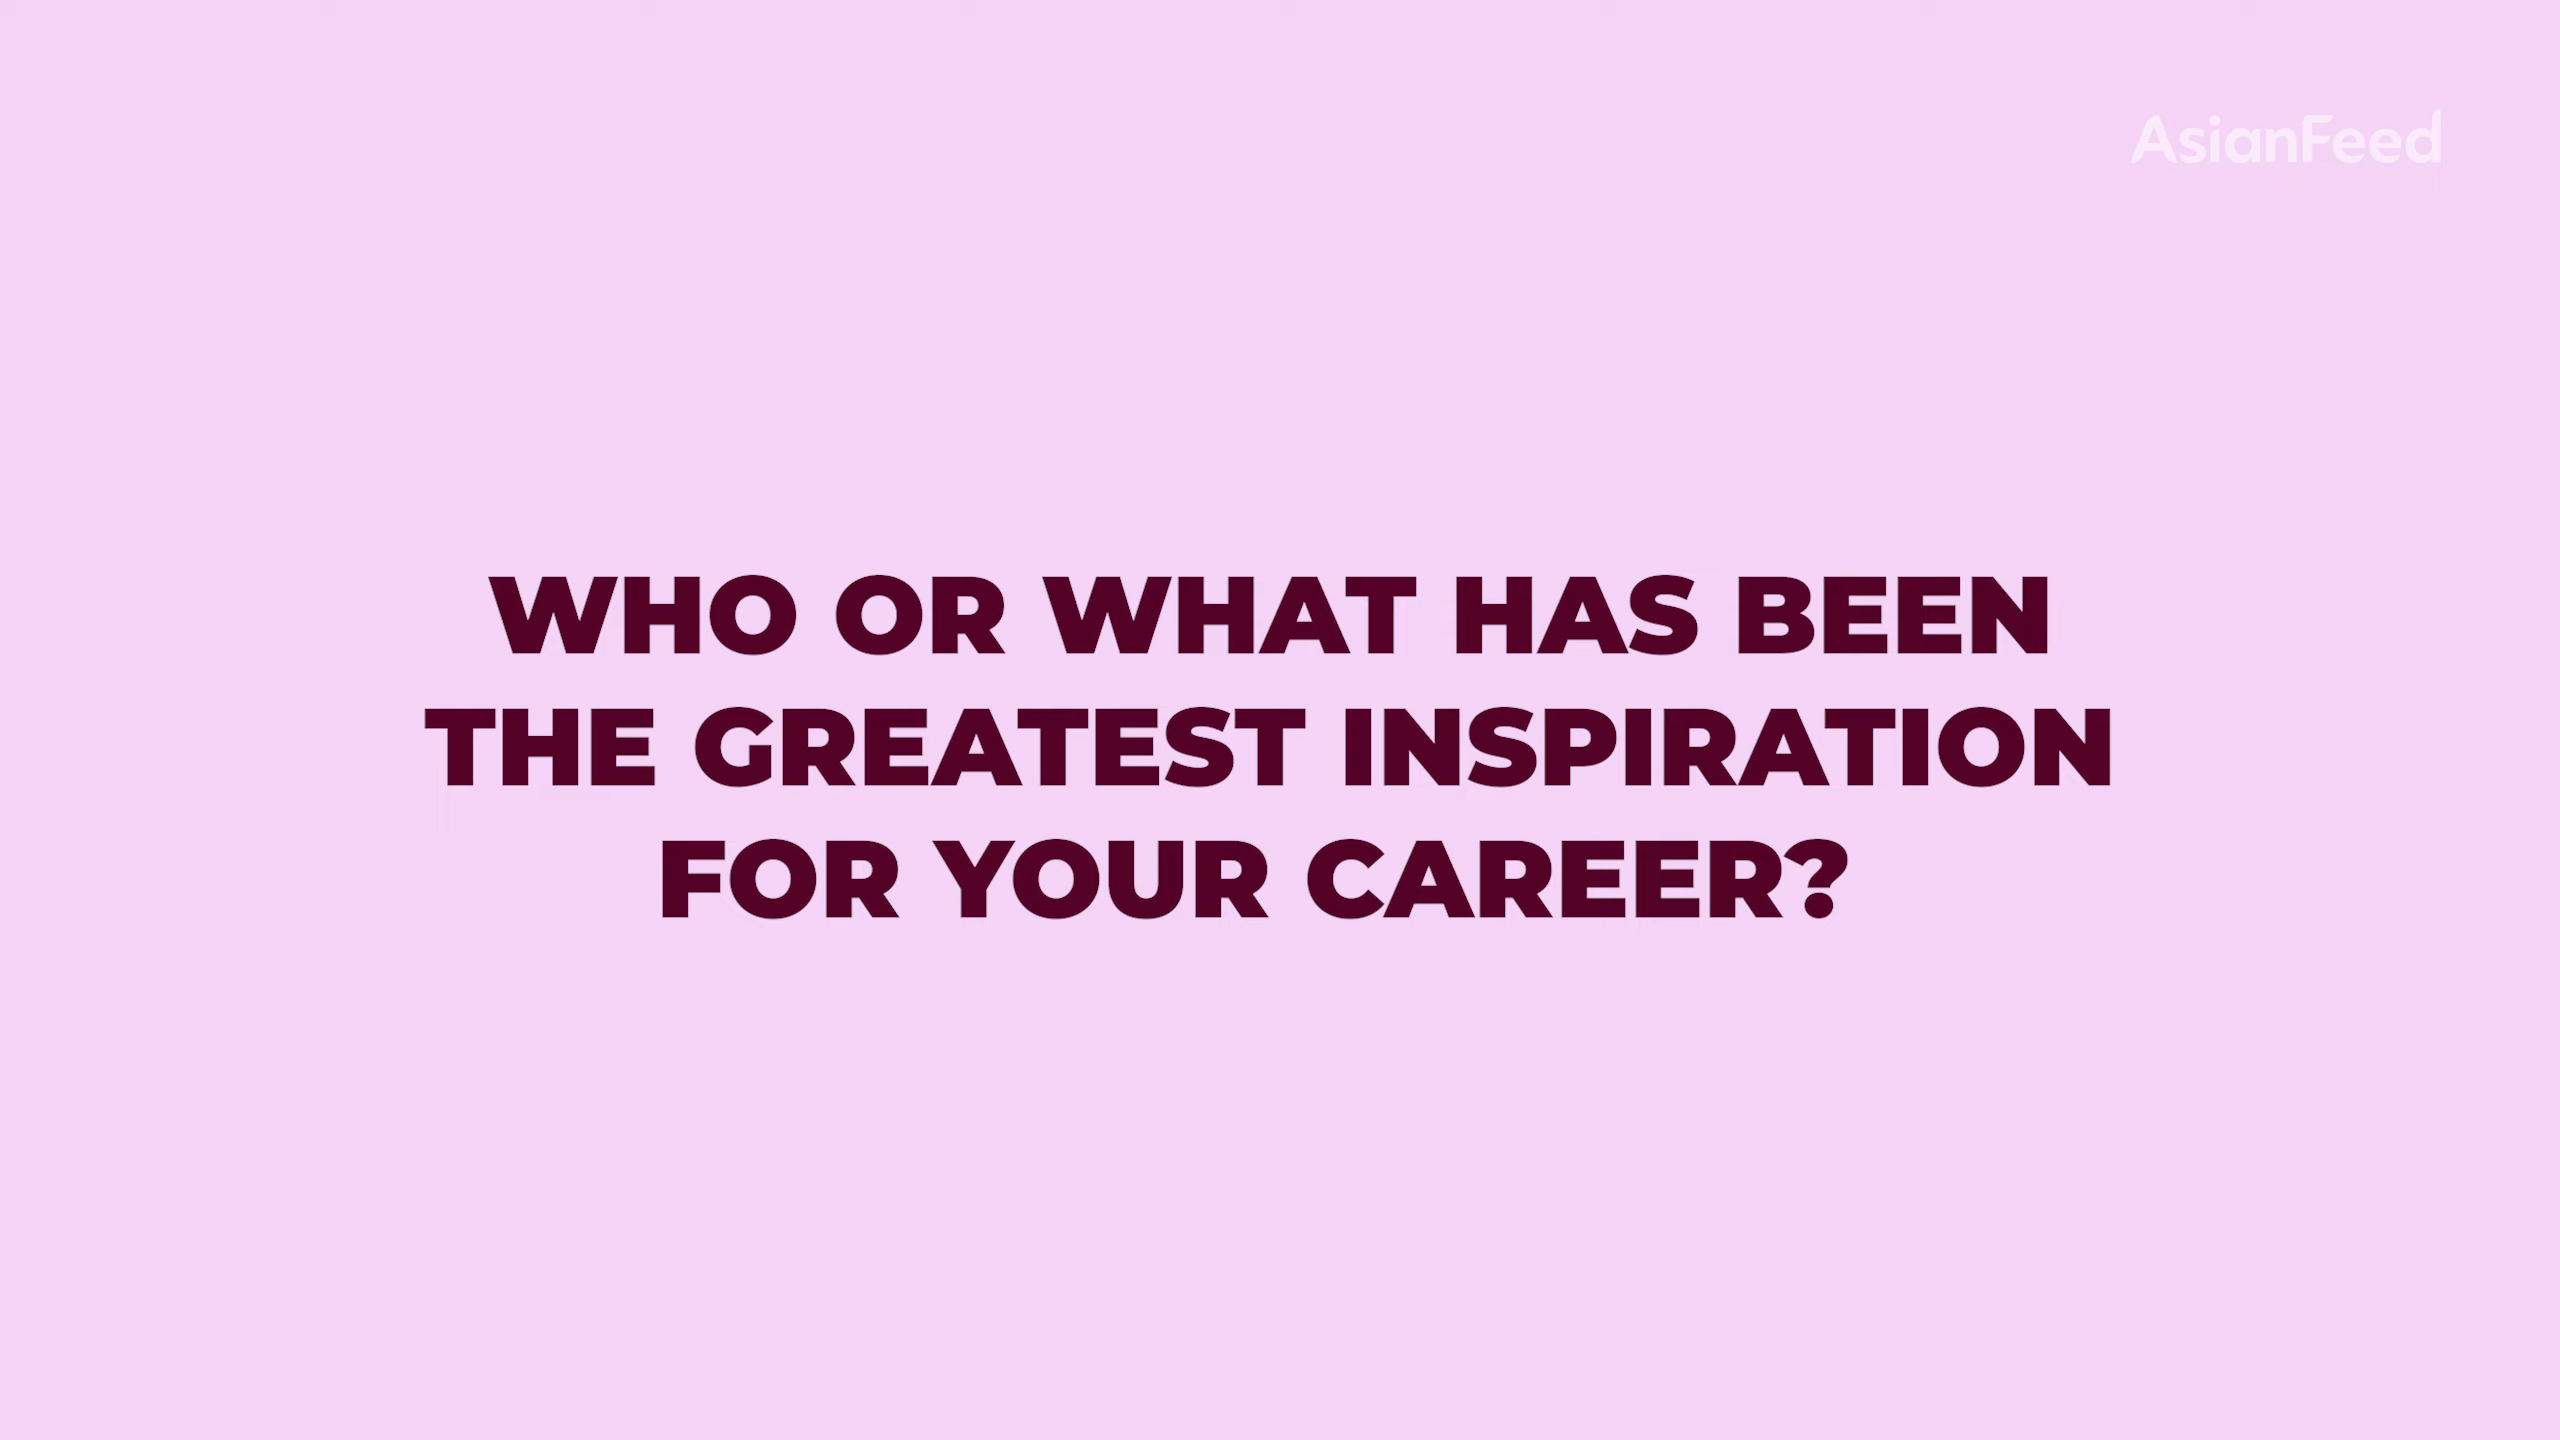 AsianFeed
WHO OR WHAT HAS BEEN
THE GREATEST INSPIRATION
FOR YOUR CAREER?